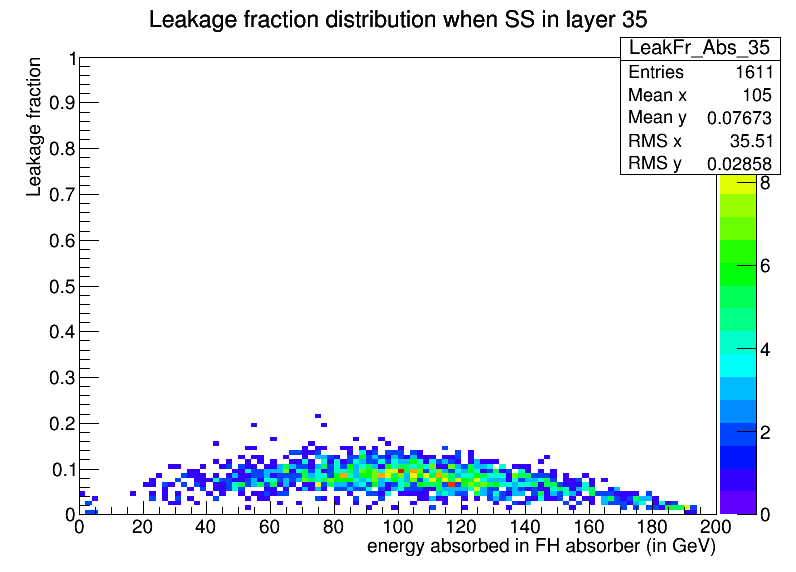 Leakage fraction distribution when SS in layer 35
LeakFr_Abs_35
Entries 1611
Mean x 105
Mean y 0.07673
RMS x 35.51
RMS y 0.02858
Leakage fraction
1
0.9
0.8
0.7
0.6
0.5
0.4
0.3
0.2
0.1
0
8
6
4
2
0
0 20 40 60 80 100 120 140 160 180 200
energy absorbed in FH absorber (in GeV)